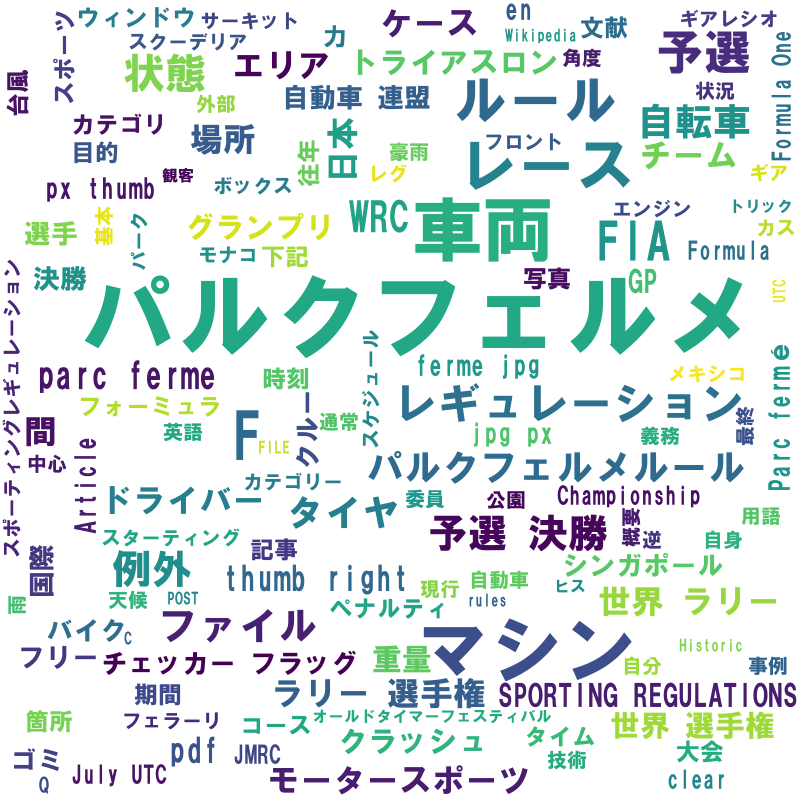 ウィンドウ
サーキット
ケース
en
Wikipedia
文献
ギアレシオ
スポーツ
スクーデリア
力
予選
Formula One
台風
状態
エリア
トライアスロン
角度
状況
外部
自動車 連盟
ルール
自転車
カテゴリ
場所
日本
フロント
目的
往年
豪雨
レース
チーム
px thumb
観客
ボックス
レグ
ギア
選手
基本
パーク
グランプリ
WRC
車両
エンジン
トリック
カス
FIA
モナコ
下記
Formula
決勝
写真
GP
UTC
パルクフェルメ
スポーティングレギュレーション
parc ferme
時刻
スケジュール
ferme jpg
メキシコ
Parc fermé
フォーミュラ
クルー
通常
レギュレーション
最終
間
英語
F
FILE
jpg px
義務
中心
Article
カテゴリー
パルクフェルメルール
ドライバー
タイヤ
委員
公園
Championship
用語
スターティング
予選 決勝
概要
逆
自身
国際
例外
記事
シンガポール
雨
天候
POST
thumb right
現行
自動車
ヒス
rules
ペナルティ
世界 ラリー
バイク
C
ファイル
マシン
Historic
フリー
チェッカー フラッグ
重量
自分
事例
期間
ラリー 選手権
SPORTING REGULATIONS
箇所
フェラーリ
コース
オールドタイマーフェスティバル
世界 選手権
ゴミ
pdf
JMRC
クラッシュ
タイム
技術
大会
Q
July UTC
モータースポーツ
clear